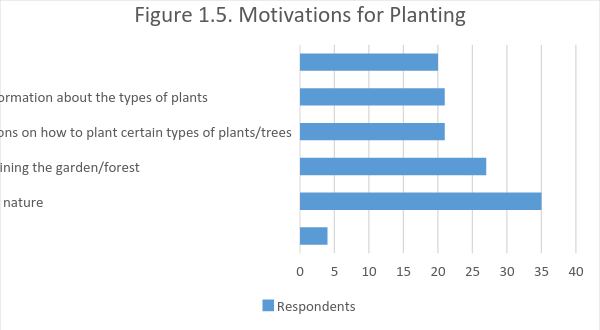 Figure 1.5. Motivations for Planting
ormation about the types of plants
ons on how to plant certain types of plants/trees
ining the garden/forest
nature
0 5 10 15 20 25 30 35 40
Respondents